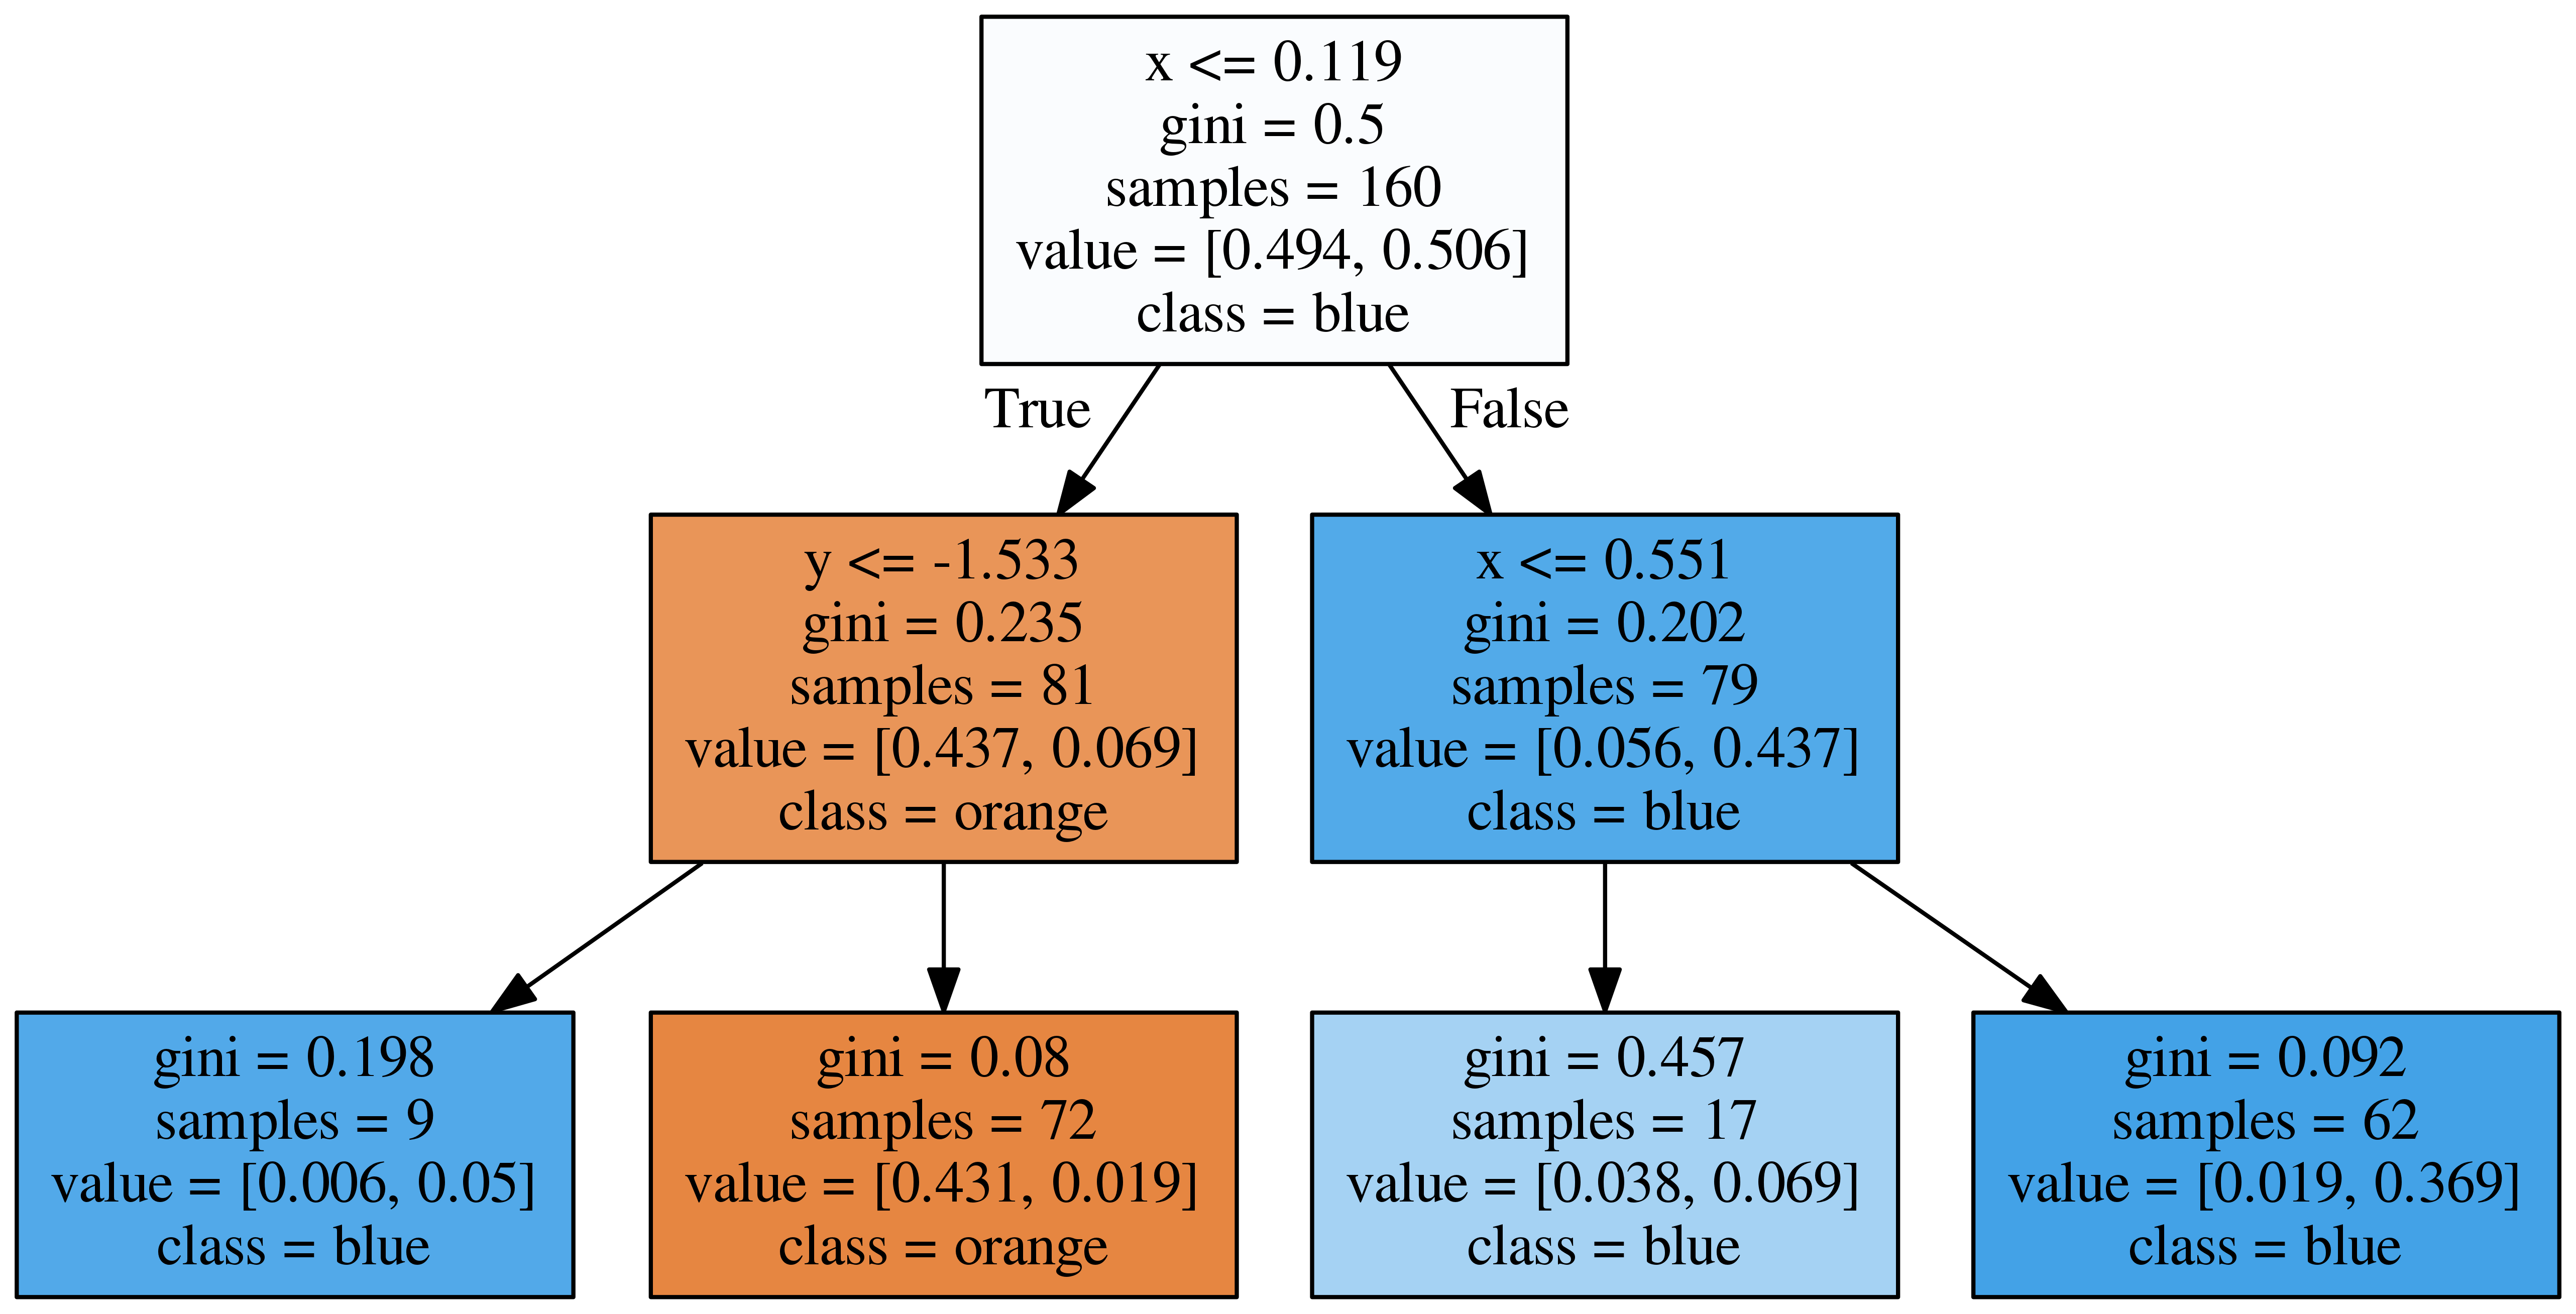 x <= 0.119
gini = 0.5
samples = 160
value = [0.494, 0.506]
class = blue
True
False
y <= -1.533
gini = 0.235
samples = 81
value = [0.437, 0.069]
class = orange
x <= 0.551
gini = 0.202
samples = 79
value = [0.056, 0.437]
class = blue
gini = 0.198
samples = 9
value = [0.006, 0.05]
class = blue
gini = 0.08
samples = 72
value = [0.431, 0.019]
class = orange
gini = 0.457
samples = 17
value = [0.038, 0.069]
class = blue
gini = 0.092
samples = 62
value = [0.019, 0.369]
class = blue